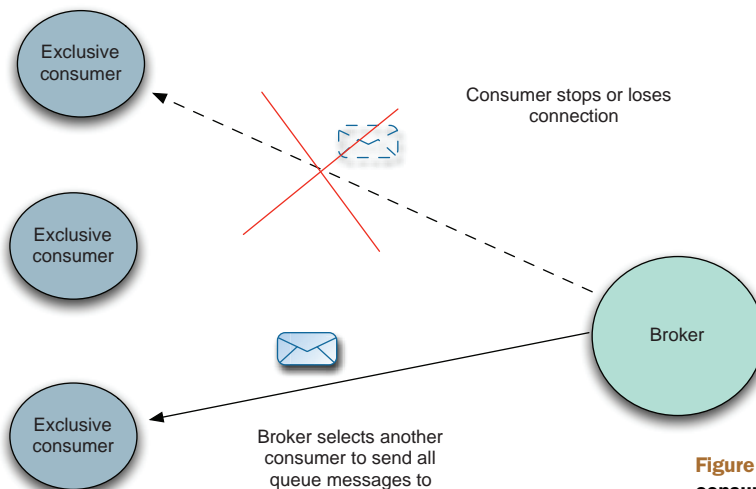 Exclusive
consumer
Consumer stops or loses
connection
Exclusive
consumer
Broker
Exclusive
consumer
Broker selects another
consumer to send all
queue messages to
Figure